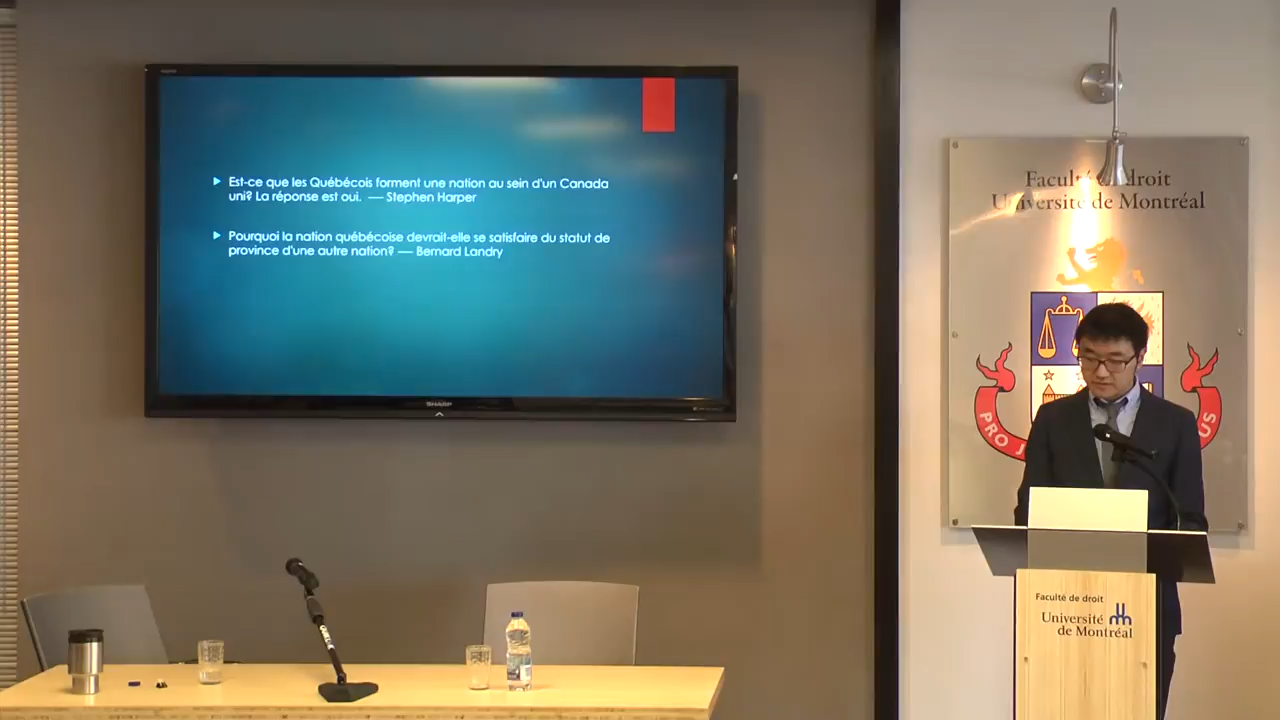 Est-ce que les Québécois forment une nation au sein d'un Canada
uni? La réponse est oui. — Stephen Harper
Pourquoi la nation québécoise devrait-elle se satisfaire du statut de
province d'une autre nation? — Bernard Landry
SHARP
Faculté de droit
Université de Montréal
PRO J
US
Faculté de droit
Université
de Montréal